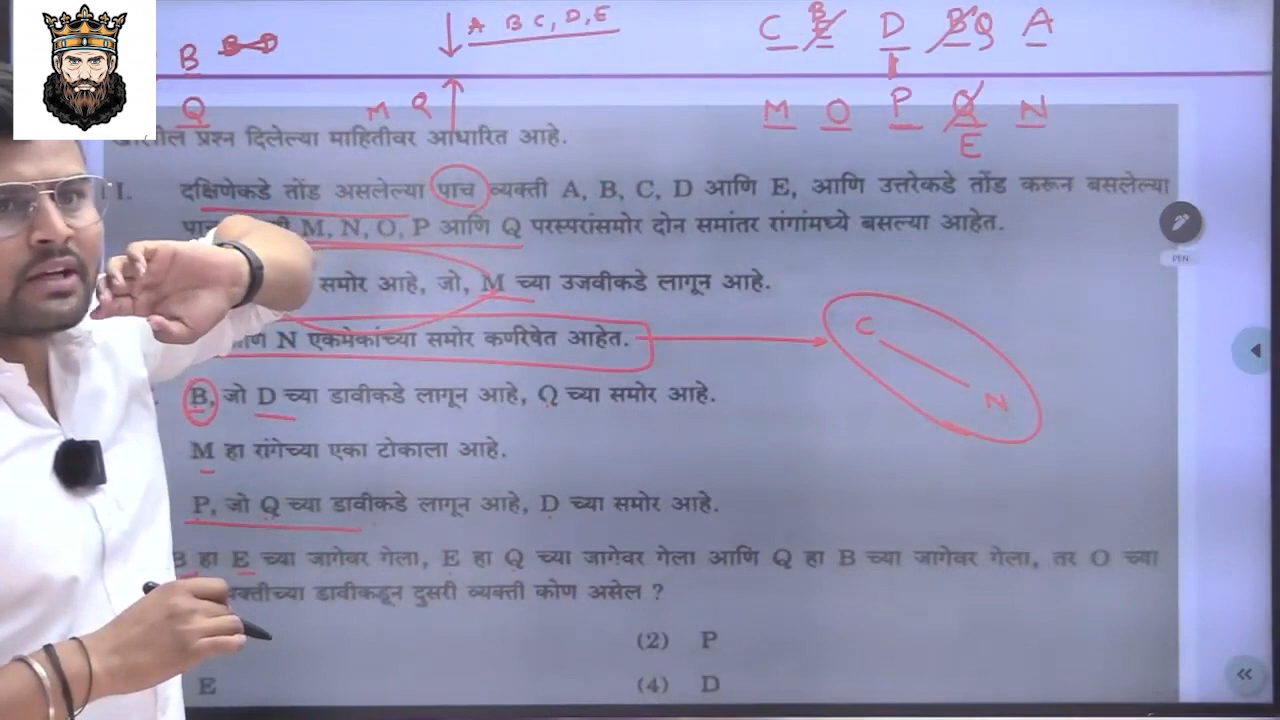 B B D A B C, D, E C B E D B Q A
Q M Q M O P Q N
E
प्रश्न दिलेल्या माहितीवर आधारित आहे.
I. दक्षिणेकडे तोंड असलेल्या पाच व्यक्ती A, B, C, D आणि E, आणि उत्तरेकडे तोंड करून बसलेल्या
M, N, O, P आणि Q परस्परांसमोर दोन समांतर रांगांमध्ये बसल्या आहेत.
समोर आहे, जो, M च्या उजवीकडे लागून आहे.
N एकमेकांच्या समोर कर्णरेषेत आहेत.
C
N
B, जो D च्या डावीकडे लागून आहे, Q च्या समोर आहे.
M हा रांगेच्या एका टोकाला आहे.
P, जो Q च्या डावीकडे लागून आहे, D च्या समोर आहे.
B हा E च्या जागेवर गेला, E हा Q च्या जागेवर गेला आणि Q हा B च्या जागेवर गेला, तर O च्या
डावीकडून दुसरी व्यक्ती कोण असेल ?
(2) P
E (4) D
PEN